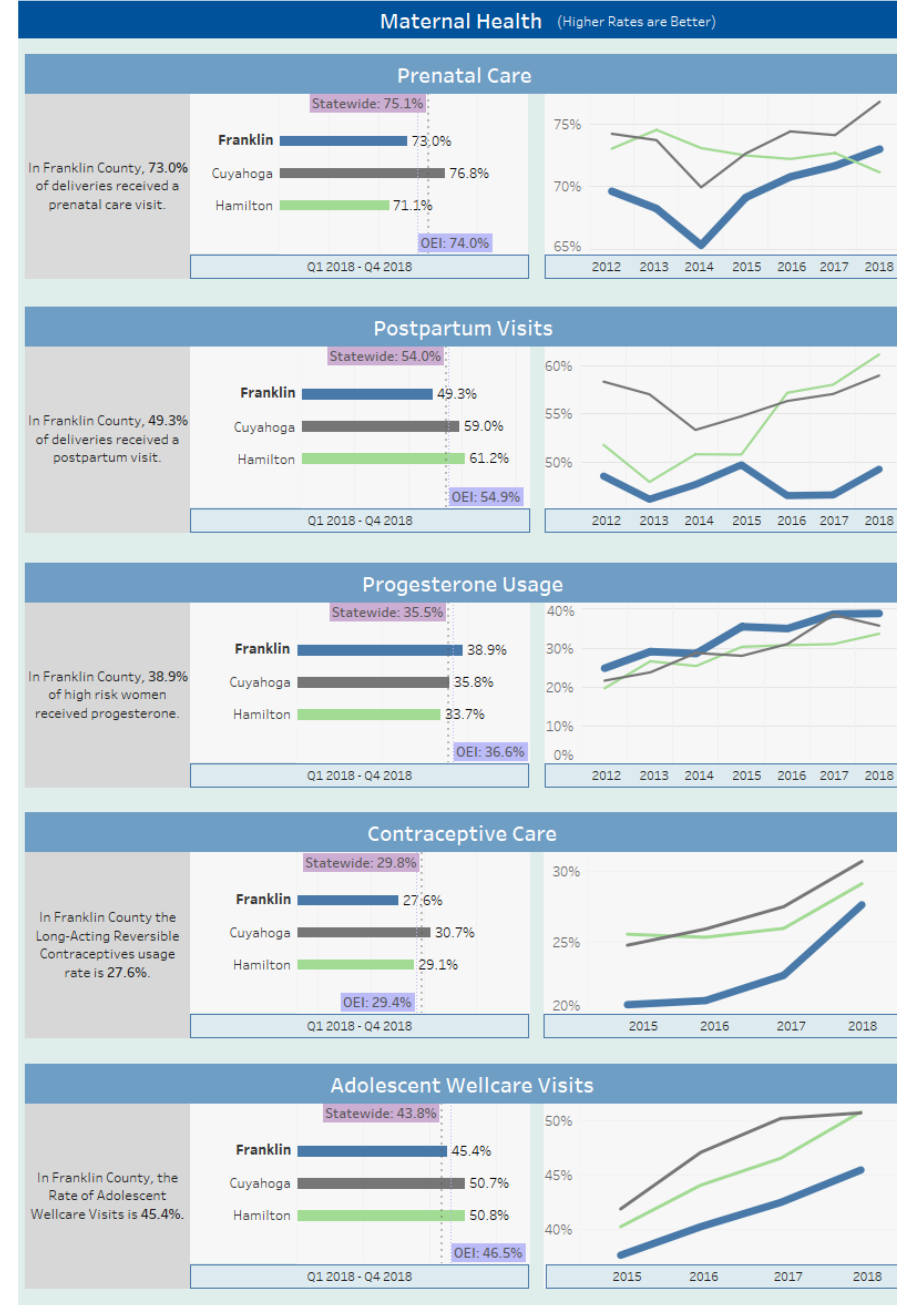 Maternal Health (Higher Rates are Better)
Prenatal Care
In Franklin County, 73.0%
of deliveries received a
prenatal care visit.
Statewide: 75.1%
Franklin 73.0%
Cuyahoga 76.8%
Hamilton 71.1%
OEI: 74.0%
Q1 2018 - Q4 2018
75%
70%
65%
2012 2013 2014 2015 2016 2017 2018
Postpartum Visits
In Franklin County, 49.3%
of deliveries received a
postpartum visit.
Statewide: 54.0%
Franklin 49.3%
Cuyahoga 59.0%
Hamilton 61.2%
OEI: 54.9%
Q1 2018 - Q4 2018
60%
55%
50%
2012 2013 2014 2015 2016 2017 2018
Progesterone Usage
In Franklin County, 38.9%
of high risk women
received progesterone.
Statewide: 35.5%
Franklin 38.9%
Cuyahoga 35.8%
Hamilton 33.7%
OEI: 36.6%
Q1 2018 - Q4 2018
40%
30%
20%
10%
0%
2012 2013 2014 2015 2016 2017 2018
Contraceptive Care
In Franklin County the
Long-Acting Reversible
Contraceptives usage
rate is 27.6%.
Statewide: 29.8%
Franklin 27.6%
Cuyahoga 30.7%
Hamilton 29.1%
OEI: 29.4%
Q1 2018 - Q4 2018
30%
25%
20%
2015 2016 2017 2018
Adolescent Wellcare Visits
In Franklin County, the
Rate of Adolescent
Wellcare Visits is 45.4%.
Statewide: 43.8%
Franklin 45.4%
Cuyahoga 50.7%
Hamilton 50.8%
OEI: 46.5%
Q1 2018 - Q4 2018
50%
45%
40%
2015 2016 2017 2018